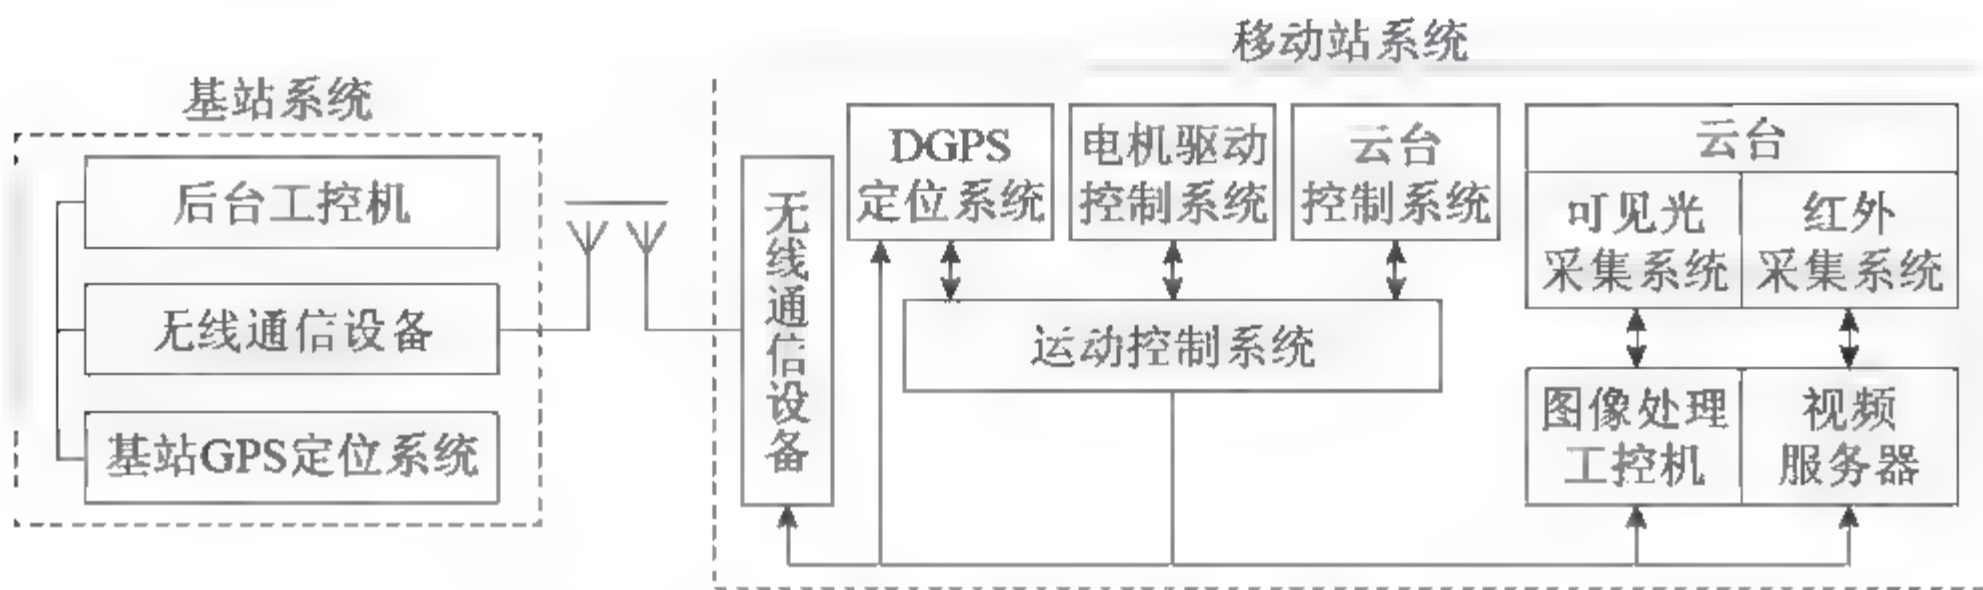 移动站系统
基站系统
后台工控机
无线通信设备
基站GPS定位系统
无线通信设备
DGPS
定位系统
电机驱动
控制系统
云台
控制系统
运动控制系统
云台
可见光
采集系统
红外
采集系统
图像处理
工控机
视频
服务器